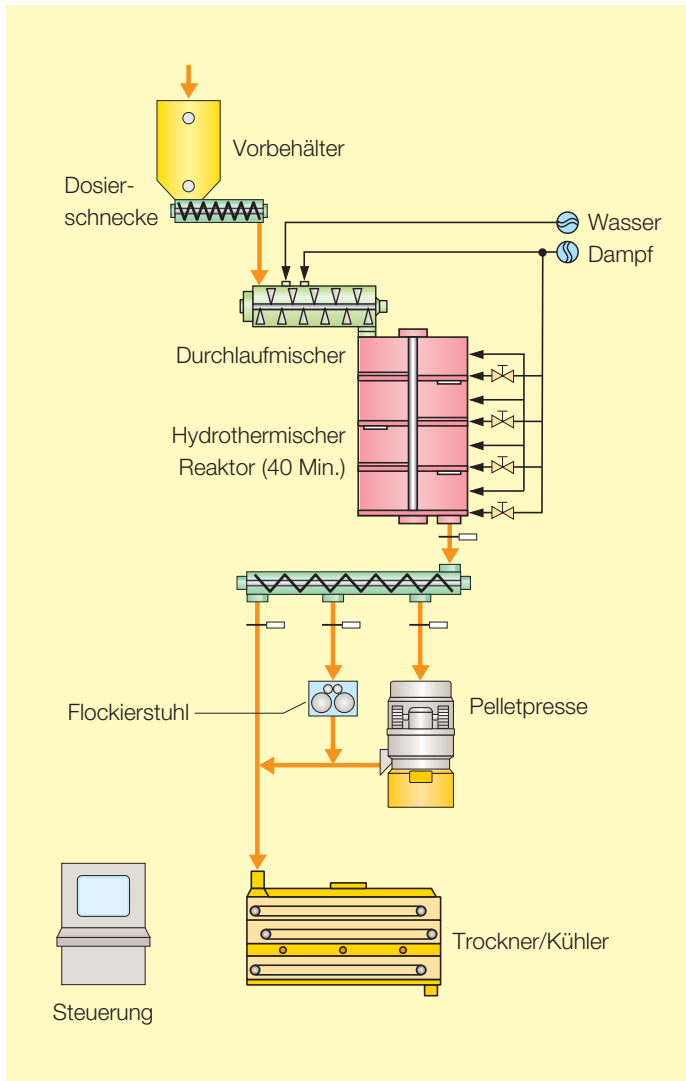 Vorbehälter
Dosier-
schnecke
Wasser
Dampf
Durchlaufmischer
Hydrothermischer
Reaktor (40 Min.)
Flockierstuhl
Pelletpresse
Trockner/Kühler
Steuerung